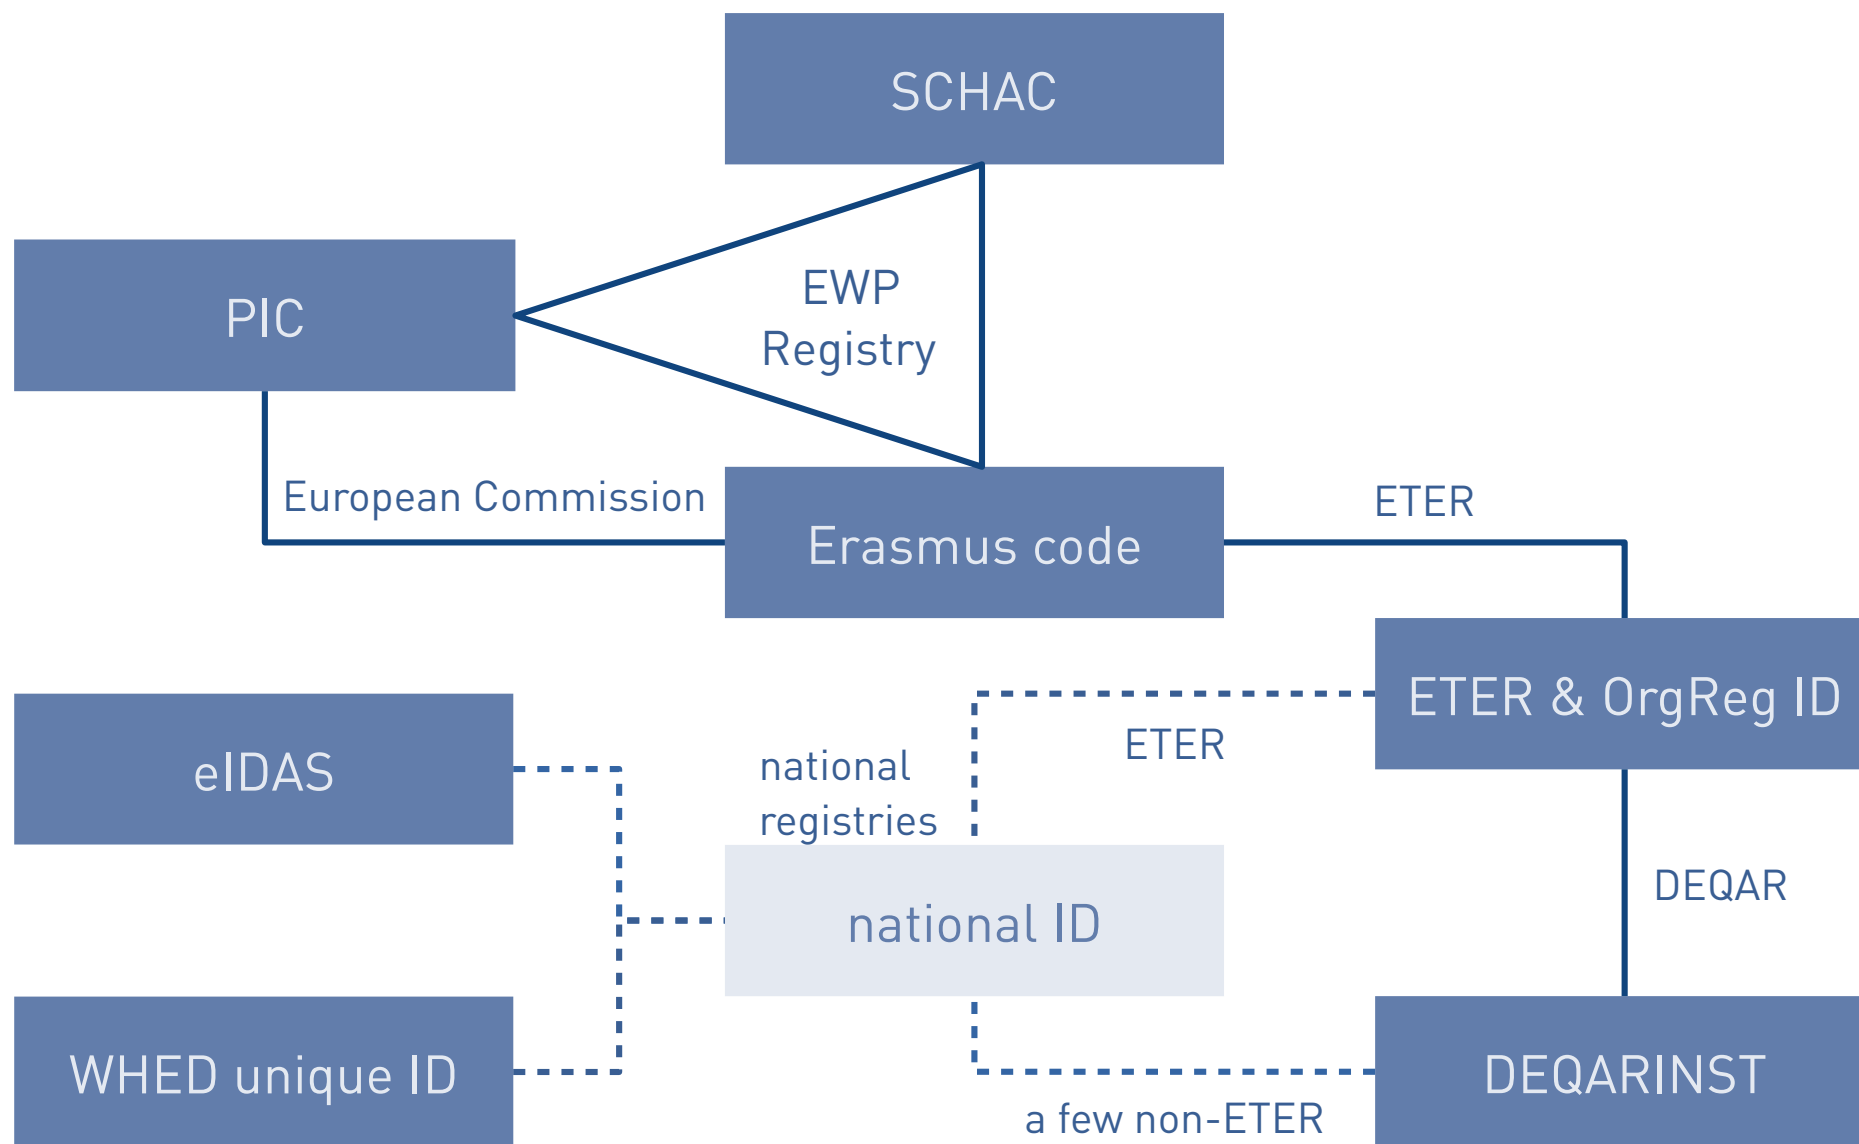 SCHAC
PIC
EWP
Registry
European Commission
Erasmus code
ETER
ETER & OrgReg ID
ETER
eIDAS
national
registries
national ID
DEQAR
WHED unique ID
DEQARINST
a few non-ETER